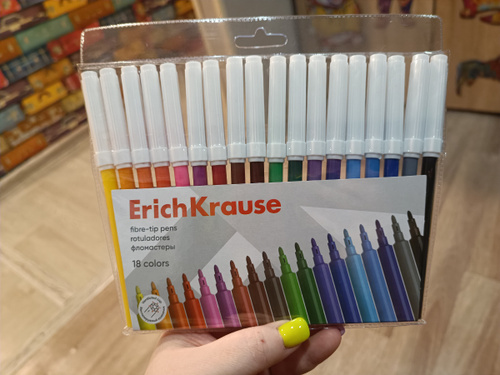 ErichKrause
fibre-tip pens
rotuladores
фломастеры
18 colors